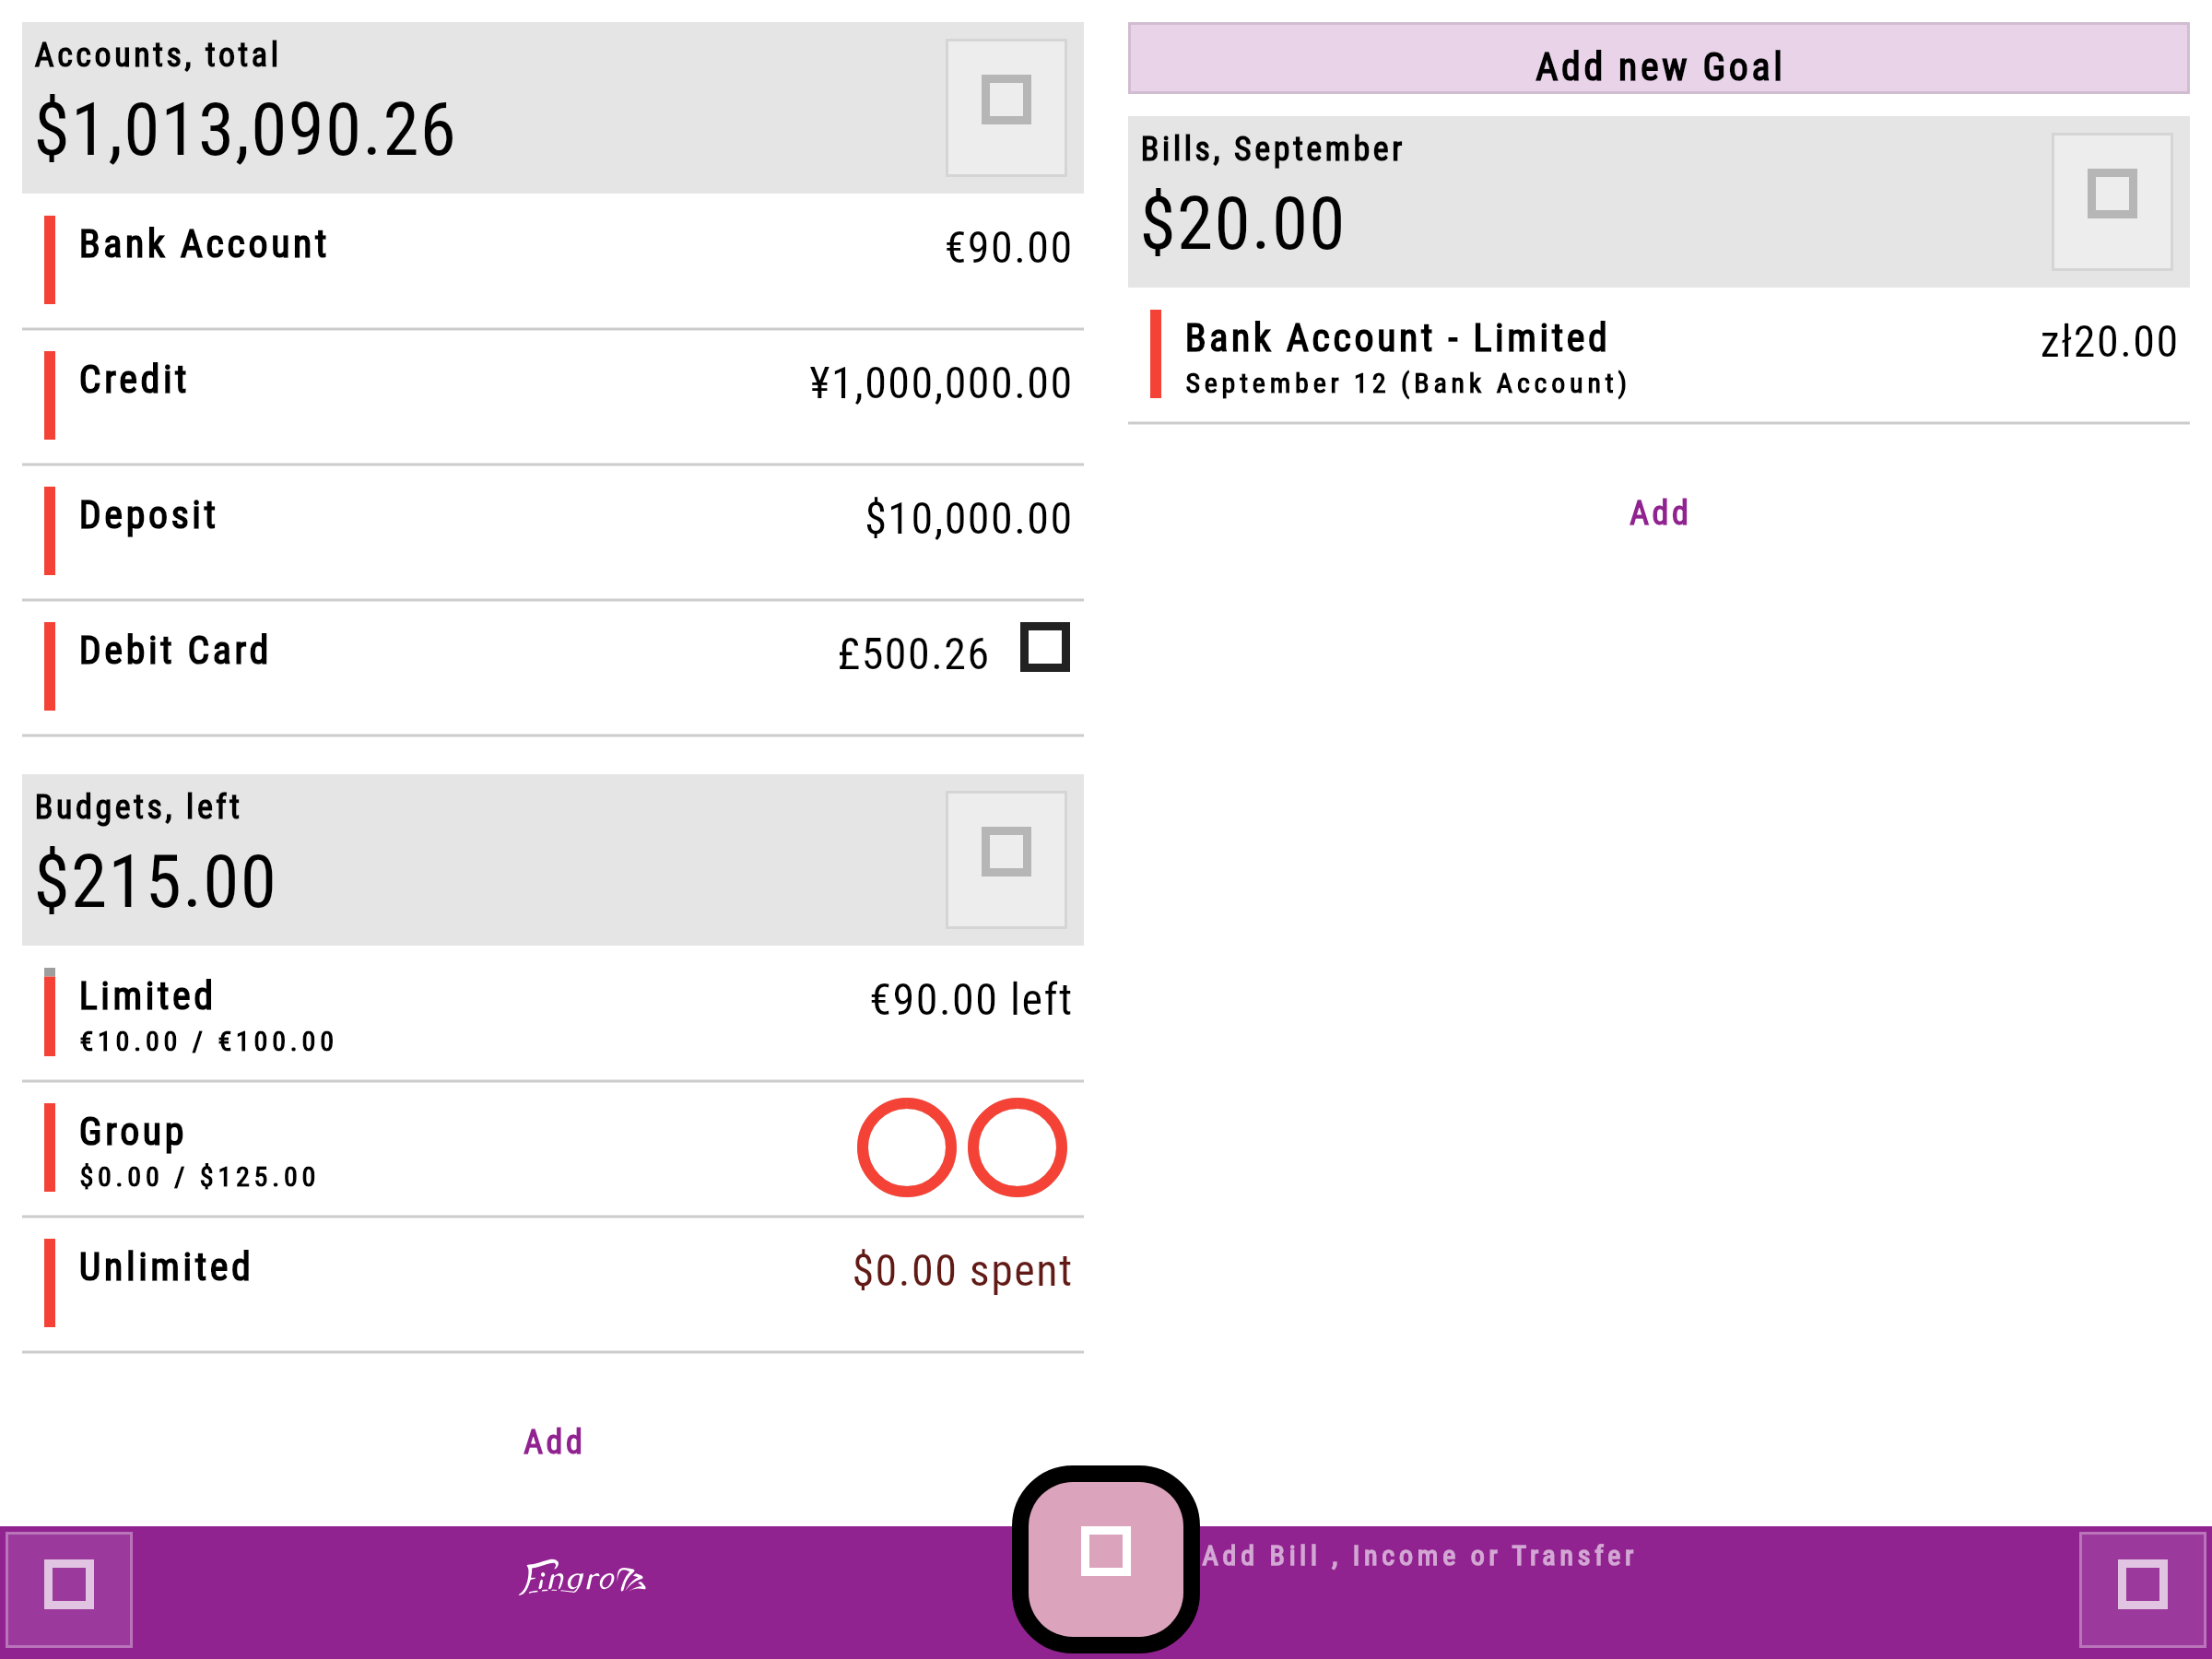 Accounts, total
$1,013,090.26
Bank Account
€90.00
Credit
¥1,000,000.00
Deposit
$10,000.00
Debit Card
£500.26
Budgets, left
$215.00
Limited
€90.00 left
€10.00 / €100.00
Group
$0.00 / $125.00
Unlimited
$0.00 spent
Add
Add new Goal
Bills, September
$20.00
Bank Account - Limited
zł20.00
September 12 (Bank Account)
Add
Fingro
Add Bill , Income or Transfer